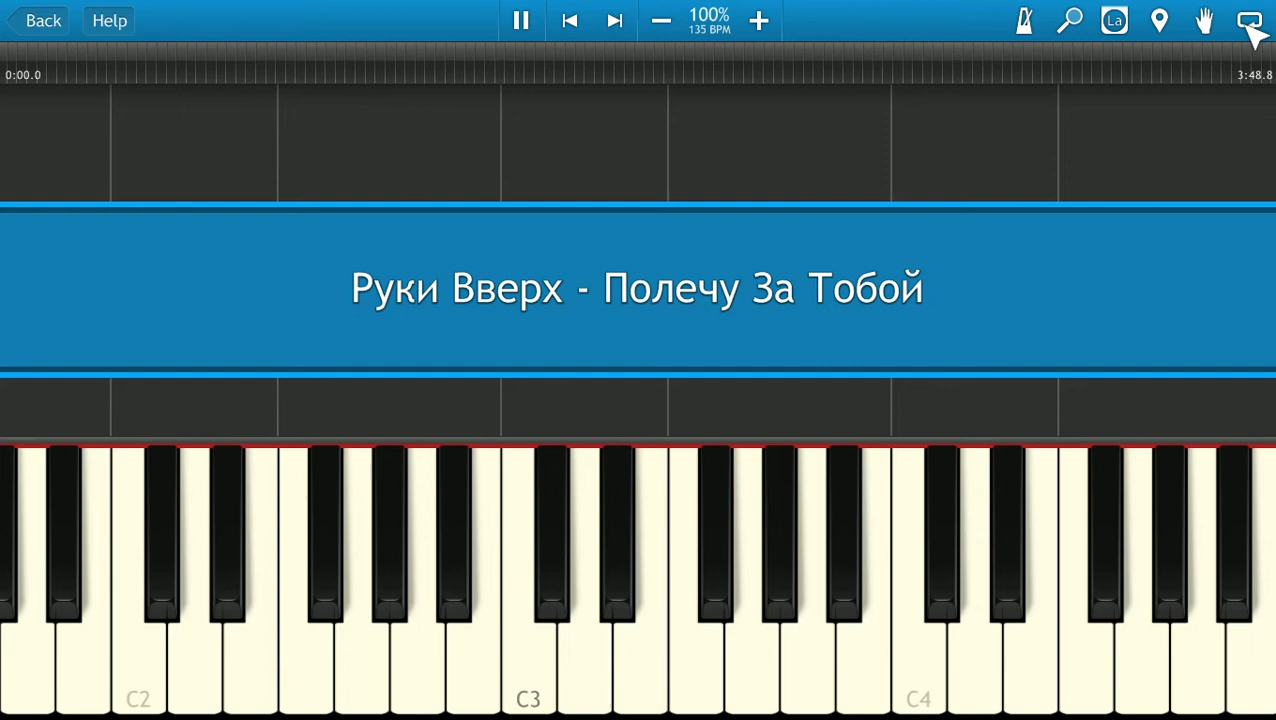 Back Help 100% La
135 BPM
0:00.0 3:48.8
Руки Вверх - Полечу За Тобой
C2 C3 C4